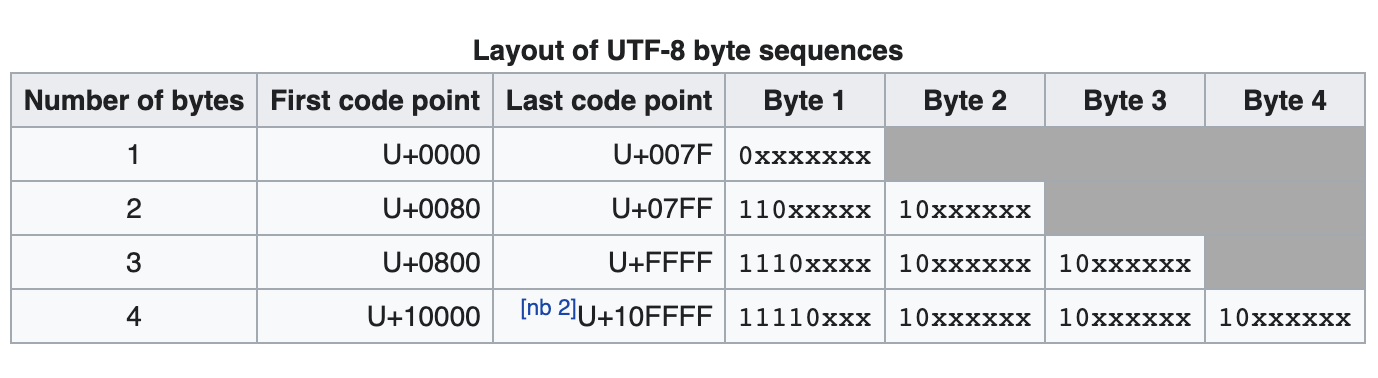 Layout of UTF-8 byte sequences
Number of bytes First code point Last code point Byte 1 Byte 2 Byte 3 Byte 4
1 U+0000 U+007F 0xxxxxxx
2 U+0080 U+07FF 110xxxxx 10xxxxxx
3 U+0800 U+FFFF 1110xxxx 10xxxxxx 10xxxxxx
4 U+10000 [nb 2]U+10FFFF 11110xxx 10xxxxxx 10xxxxxx 10xxxxxx